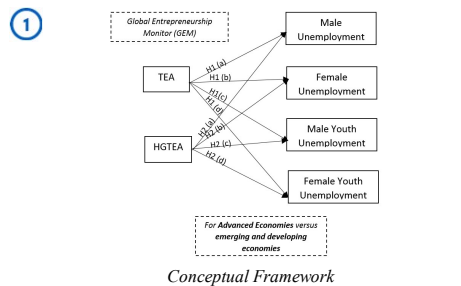 1
Global Entrepreneurship
Monitor (GEM)
Male
Unemployment
TEA
H1 (a)
H1 (b)
H1(c)
H1 (d)
Female
Unemployment
HGTEA
H2 (a)
H2 (b)
H2 (c)
H2 (d)
Male Youth
Unemployment
Female Youth
Unemployment
For Advanced Economies versus
emerging and developing
economies
Conceptual Framework